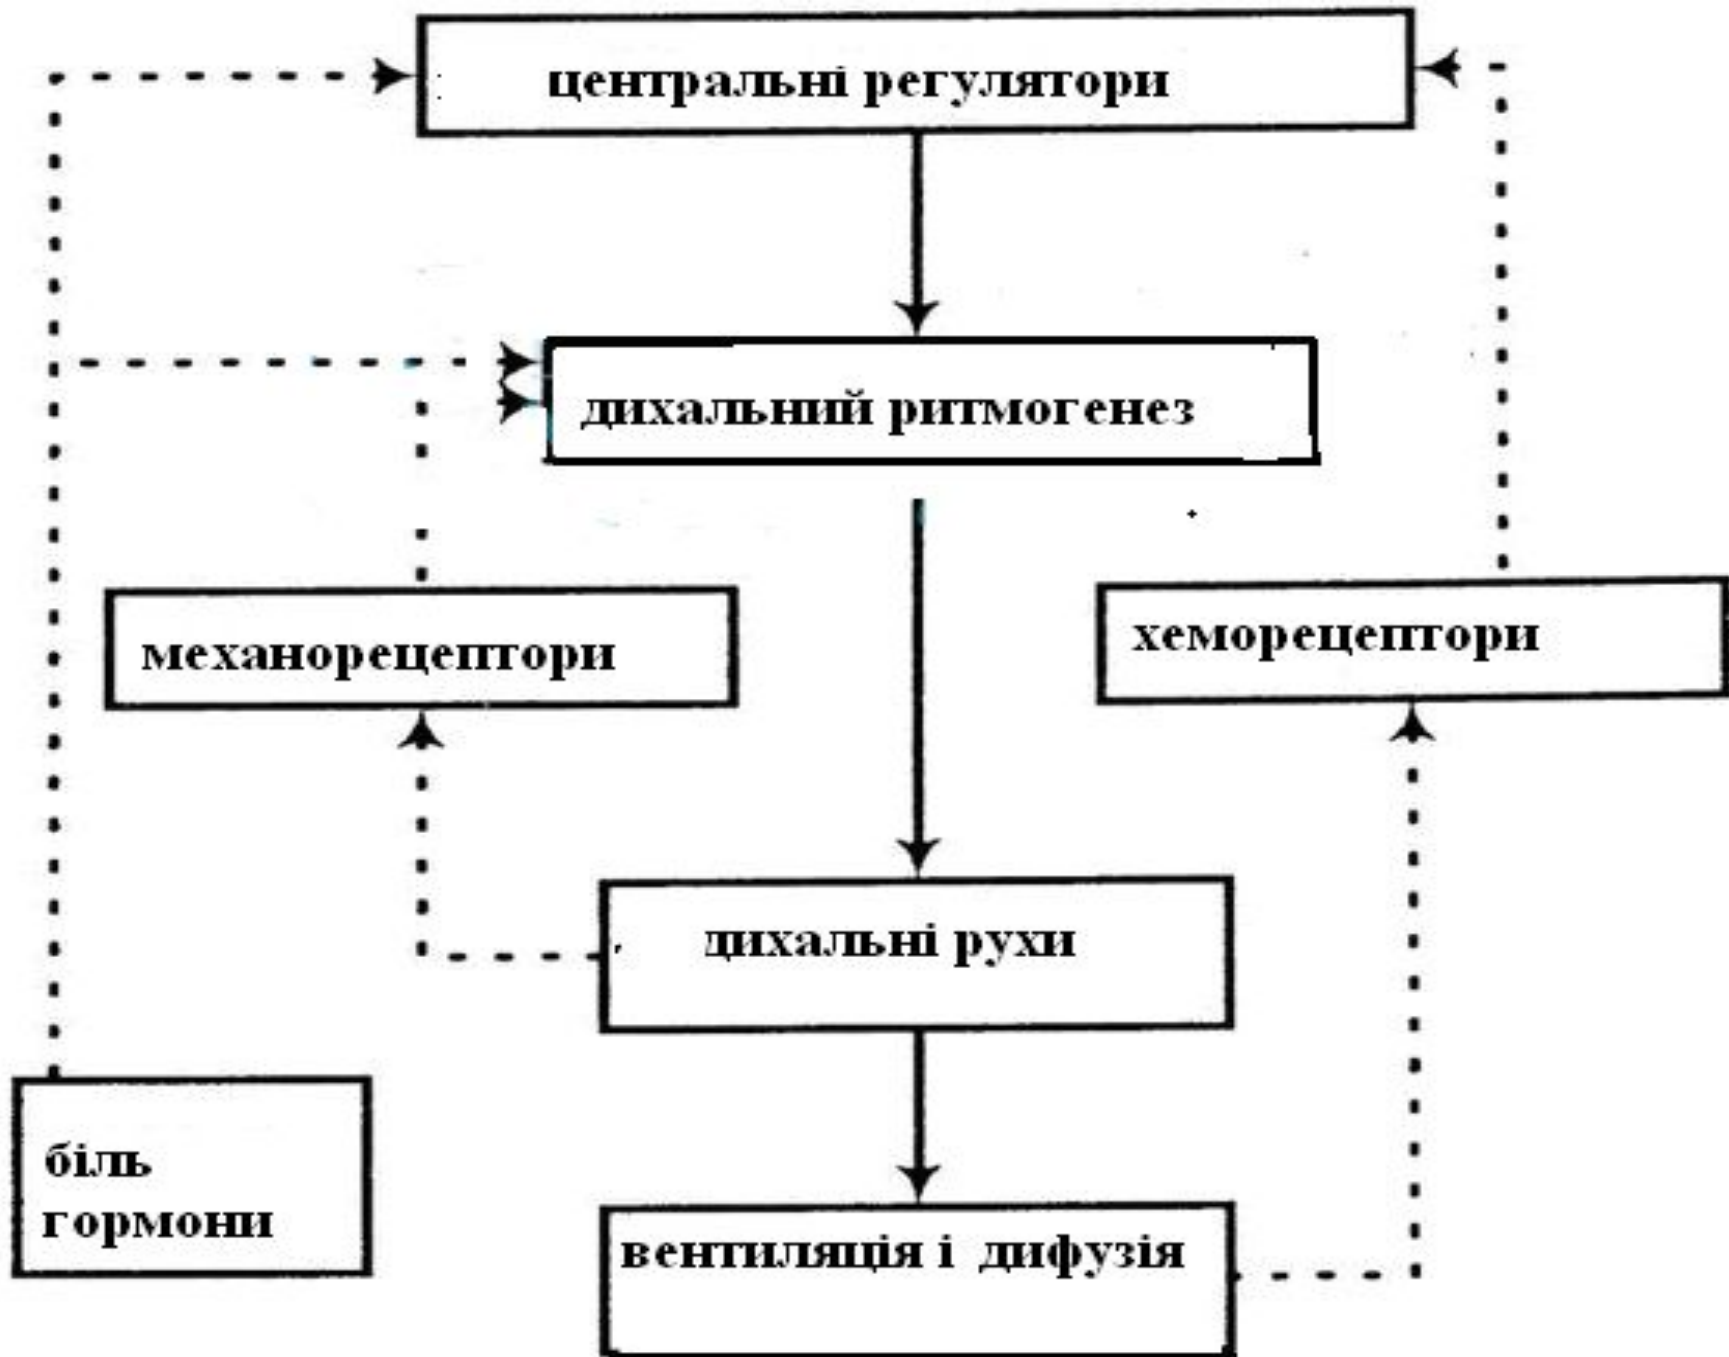 центральні регулятори
дихальний ритмогенез
механорецептори
хеморецептори
дихальні рухи
біль
гормони
вентиляція і дифузія